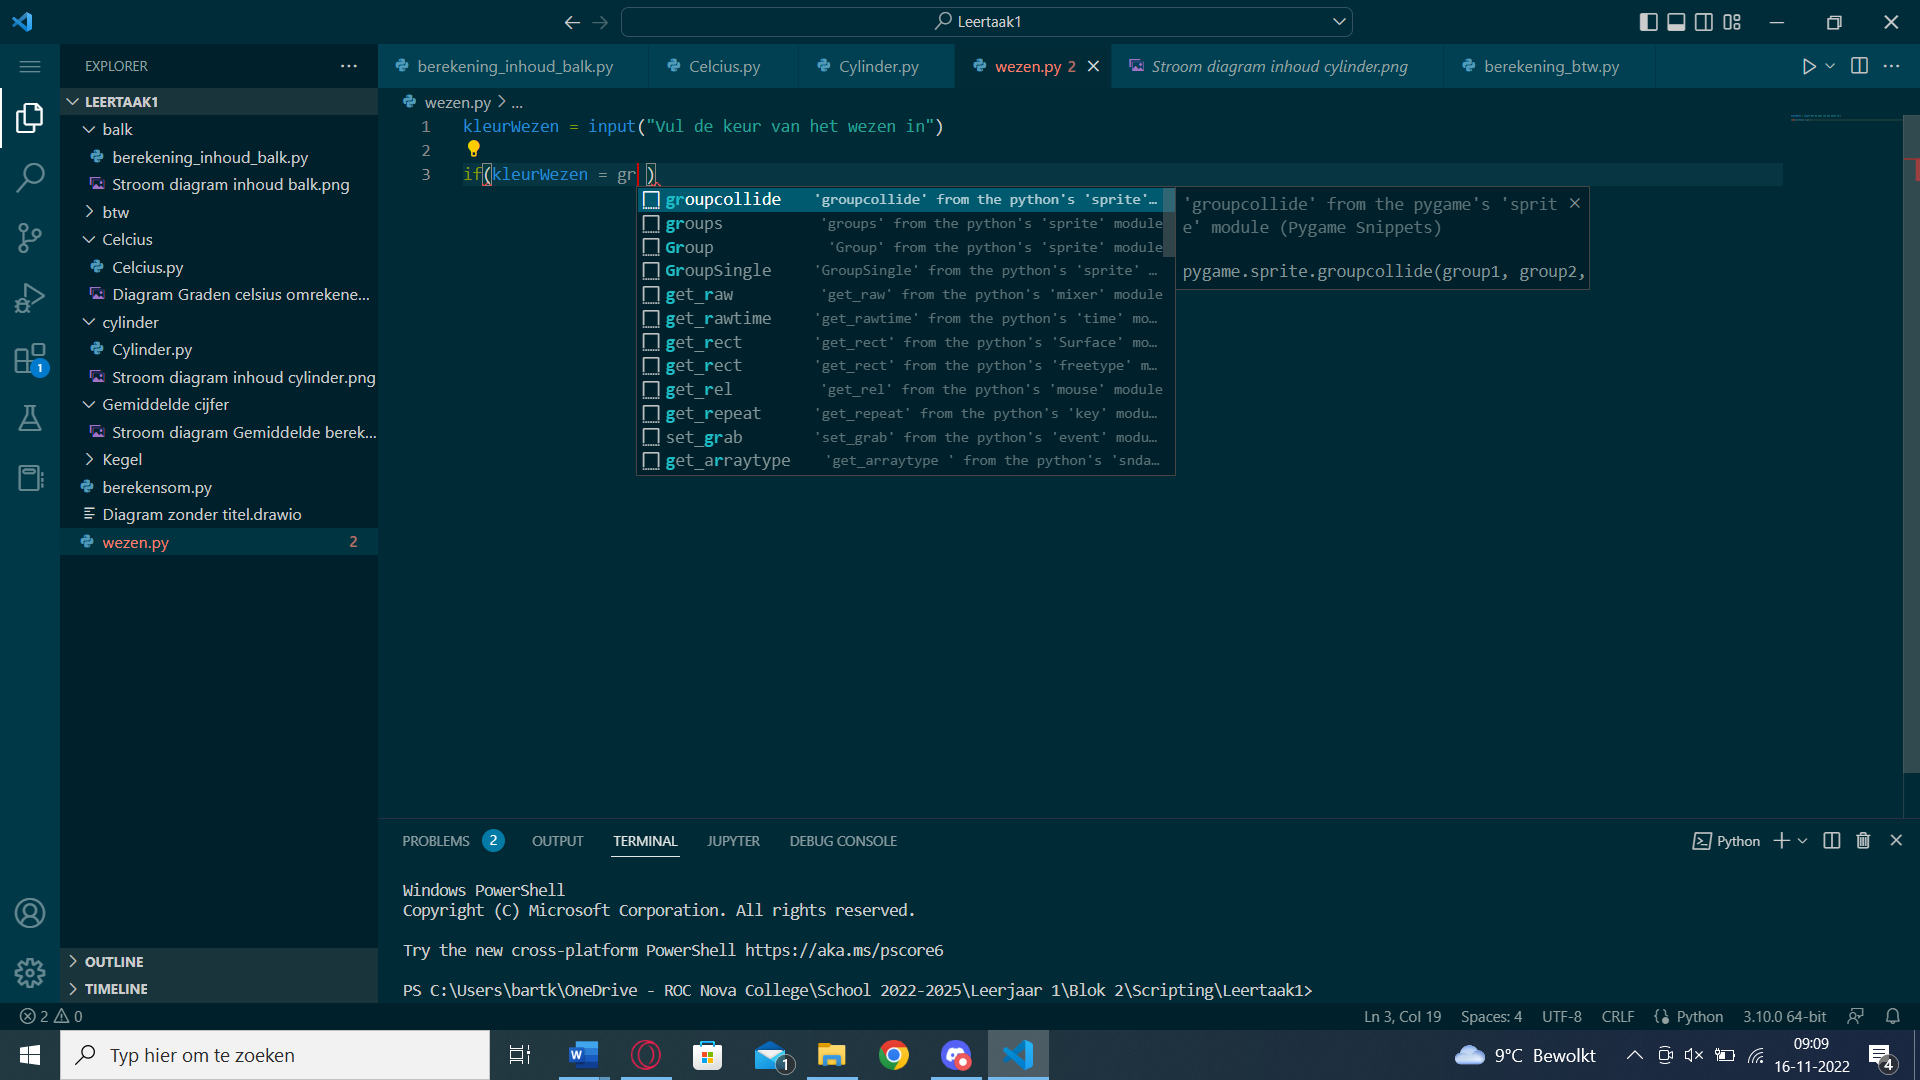 Leertaak1
EXPLORER
LEERTAAK1
balk
berekening_inhoud_balk.py
Stroom diagram inhoud balk.png
btw
Celcius
Celcius.py
Diagram Graden celsius omrekene...
cylinder
Cylinder.py
Stroom diagram inhoud cylinder.png
Gemiddelde cijfer
Stroom diagram Gemiddelde berek...
Kegel
berekensom.py
Diagram zonder titel.drawio
wezen.py 2
OUTLINE
TIMELINE
1
berekening_inhoud_balk.py Celcius.py Cylinder.py wezen.py 2 Stroom diagram inhoud cylinder.png berekening_btw.py
wezen.py > ...
1 kleurWezen = input("Vul de keur van het wezen in")
2
3 if(kleurWezen = gr )
groupcollide 'groupcollide' from the python's 'sprite'…
groups 'groups' from the python's 'sprite' module
Group 'Group' from the python's 'sprite' module
GroupSingle 'GroupSingle' from the python's 'sprite' …
get_raw 'get_raw' from the python's 'mixer' module
get_rawtime 'get_rawtime' from the python's 'time' mo…
get_rect 'get_rect' from the python's 'Surface' mo…
get_rect 'get_rect' from the python's 'freetype' m…
get_rel 'get_rel' from the python's 'mouse' module
get_repeat 'get_repeat' from the python's 'key' modu…
set_grab 'set_grab' from the python's 'event' modu…
get_arraytype 'get_arraytype ' from the python's 'snda…
'groupcollide' from the pygame's 'sprit
e' module (Pygame Snippets)
pygame.sprite.groupcollide(group1, group2,
PROBLEMS 2 OUTPUT TERMINAL JUPYTER DEBUG CONSOLE
Python
Windows PowerShell
Copyright (C) Microsoft Corporation. All rights reserved.
Try the new cross-platform PowerShell https://aka.ms/pscore6
PS C:\Users\bartk\OneDrive - ROC Nova College\School 2022-2025\Leerjaar 1\Blok 2\Scripting\Leertaak1>
2 0
Ln 3, Col 19 Spaces: 4 UTF-8 CRLF Python 3.10.0 64-bit
Typ hier om te zoeken
1
9°C Bewolkt
09:09
16-11-2022
4